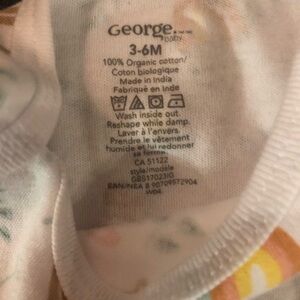 George.
baby
3-6M
100% Organic cotton/
Coton biologique
Made in India
Fabriqué en Inde
Wash inside out.
Reshape while damp.
Laver à l'envers.
Prendre le vêtement
humide et lui redonner
sa forme.
CA 51122
style/modèle